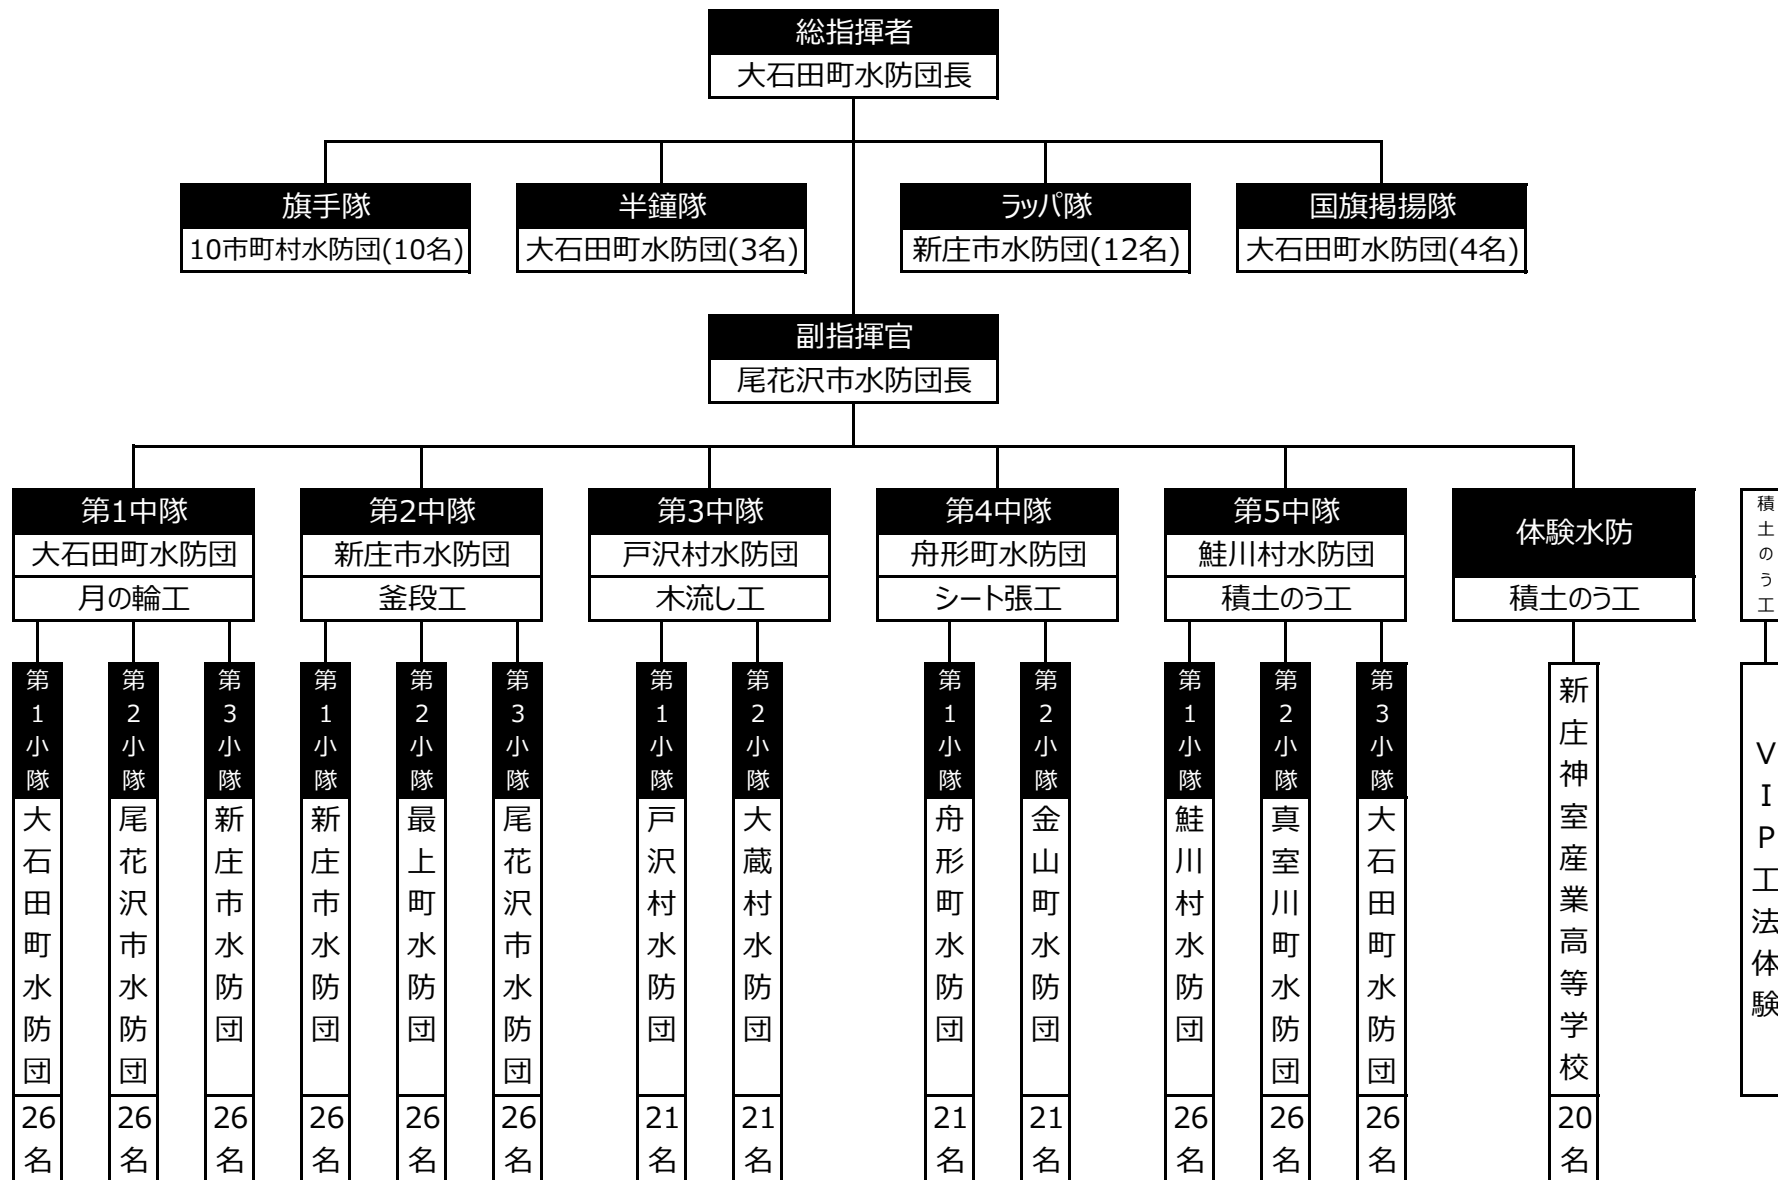 総指揮者
大石田町水防団長
旗手隊
10市町村水防団(10名)
半鐘隊
大石田町水防団(3名)
ラッパ隊
新庄市水防団(12名)
国旗掲揚隊
大石田町水防団(4名)
副指揮官
尾花沢市水防団長
第1中隊
大石田町水防団
月の輪工
第2中隊
新庄市水防団
釜段工
第3中隊
戸沢村水防団
木流し工
第4中隊
舟形町水防団
シート張工
第5中隊
鮭川村水防団
積土のう工
体験水防
積土のう工
積土のう工
第1小隊
大石田町水防団
26名
第2小隊
尾花沢市水防団
26名
第3小隊
新庄市水防団
26名
第1小隊
新庄市水防団
26名
第2小隊
最上町水防団
26名
第3小隊
尾花沢市水防団
26名
第1小隊
戸沢村水防団
21名
第2小隊
大蔵村水防団
21名
第1小隊
舟形町水防団
21名
第2小隊
金山町水防団
21名
第1小隊
鮭川村水防団
26名
第2小隊
真室川町水防団
26名
第3小隊
大石田町水防団
26名
新庄神室産業高等学校
20名
VIP工法体験